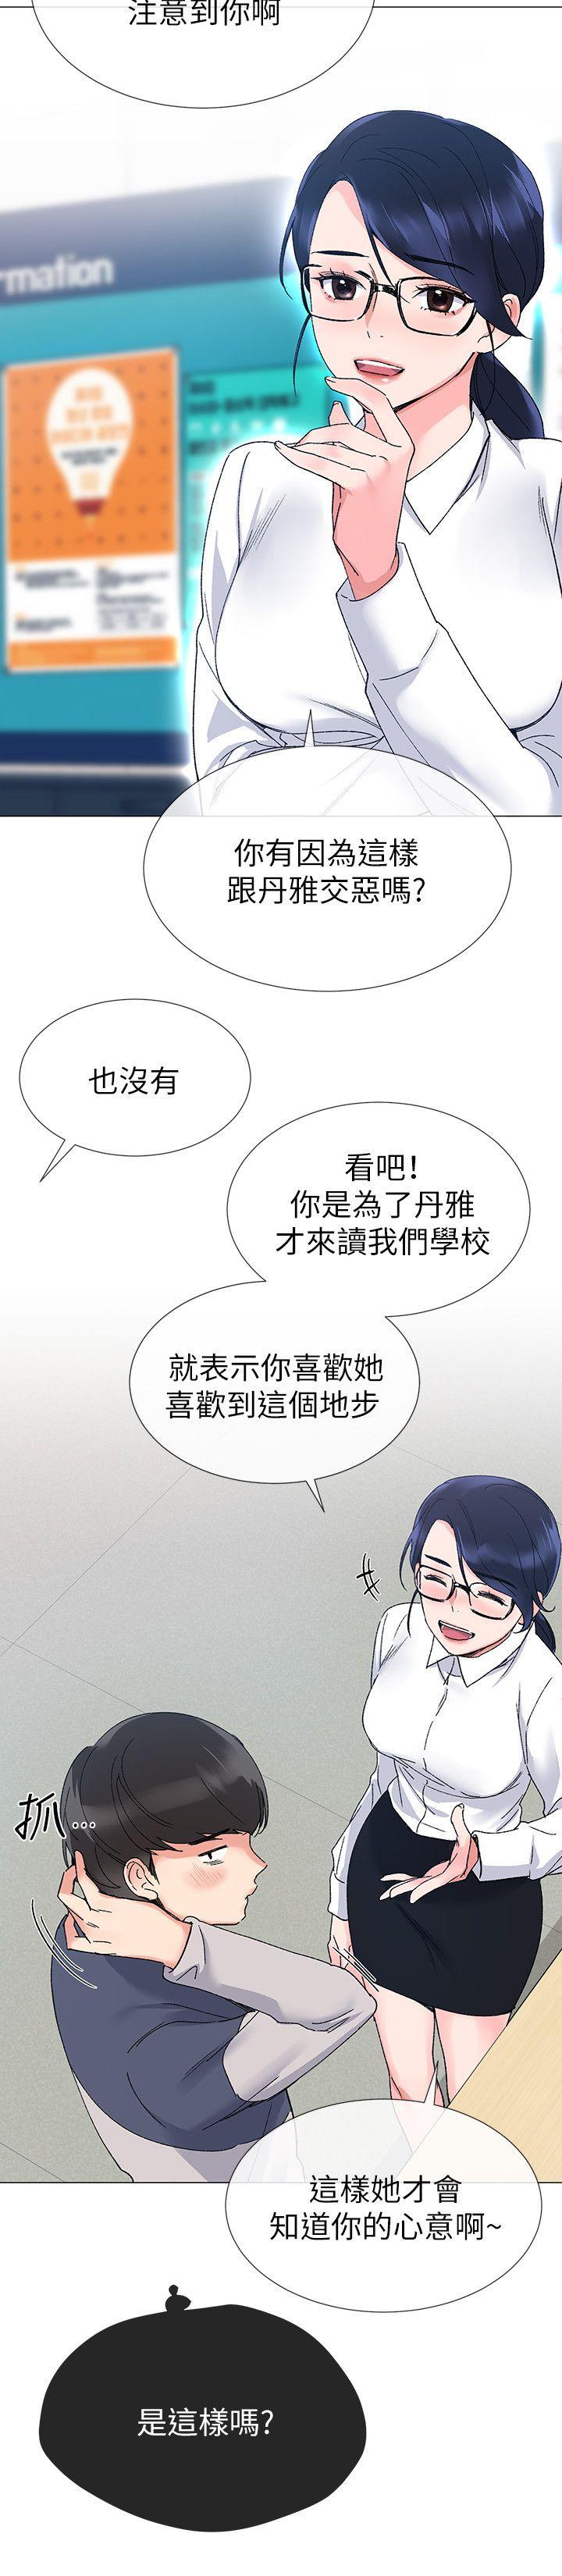 注意到你啊
rmation
你有因為這樣
跟丹雅交惡嗎?
也沒有
看吧!
你是為了丹雅
才來讀我們學校
就表示你喜歡她
喜歡到這個地步
抓...
這樣她才會
知道你的心意啊~
是這樣嗎?